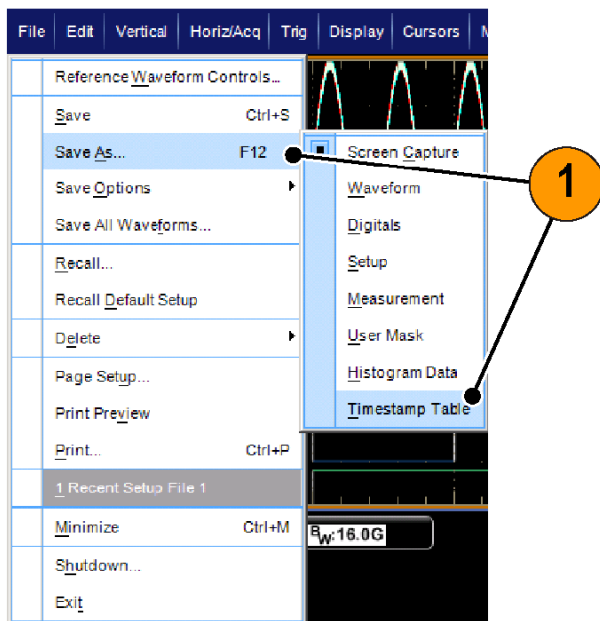 File Edit Vertical Horiz/Acq Trig Display Cursors
Reference Waveform Controls...
Save Ctrl+S
Save As... F12
Save Options
Save All Waveforms...
Recall...
Recall Default Setup
Delete
Page Setup...
Print Preview
Print... Ctrl+P
1 Recent Setup File 1
Minimize Ctrl+M
Shutdown...
Exit
Screen Capture
Waveform
Digitals
Setup
Measurement
User Mask
Histogram Data
Timestamp Table
1
BW:16.0G